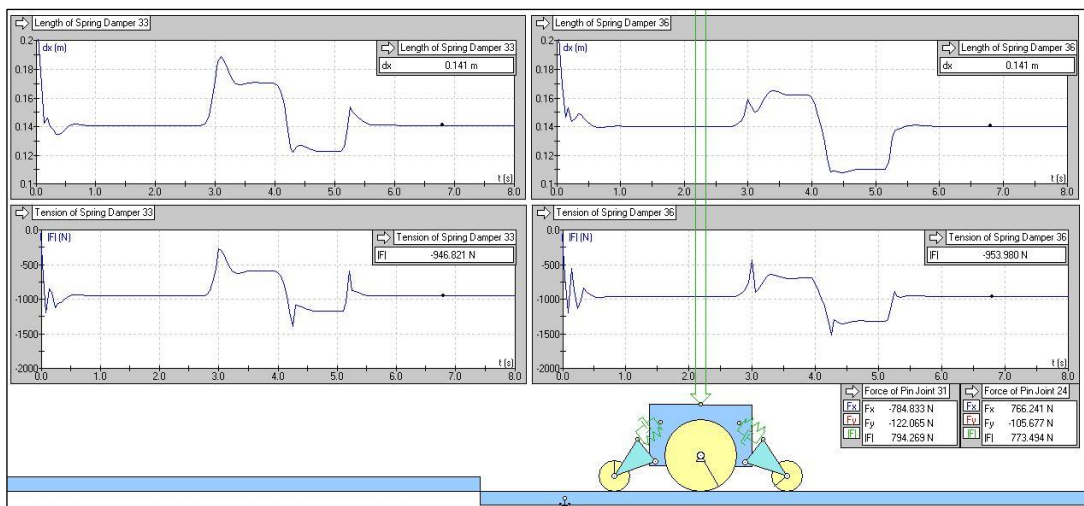 Length of Spring Damper 33
dx (m)
Length of Spring Damper 33
dx 0.141 m
0.2
0.18
0.16
0.14
0.12
0.1
0.0 1.0 2.0 3.0 4.0 5.0 6.0 7.0 8.0
t (s)
Length of Spring Damper 36
dx (m)
Length of Spring Damper 36
dx 0.141 m
0.2
0.18
0.16
0.14
0.12
0.1
0.0 1.0 2.0 3.0 4.0 5.0 6.0 7.0 8.0
t (s)
Tension of Spring Damper 33
|F| (N)
Tension of Spring Damper 33
|F| -946.821 N
0.0
-500
-1000
-1500
-2000
0.0 1.0 2.0 3.0 4.0 5.0 6.0 7.0 8.0
t (s)
Tension of Spring Damper 36
|F| (N)
Tension of Spring Damper 36
|F| -953.980 N
0.0
-500
-1000
-1500
-2000
0.0 1.0 2.0 3.0 4.0 5.0 6.0 7.0 8.0
t (s)
Force of Pin Joint 31
Fx Fx -784.833 N
Fy Fy -122.065 N
|F| |F| 794.269 N
Force of Pin Joint 24
Fx Fx 766.241 N
Fy Fy -105.677 N
|F| |F| 773.494 N